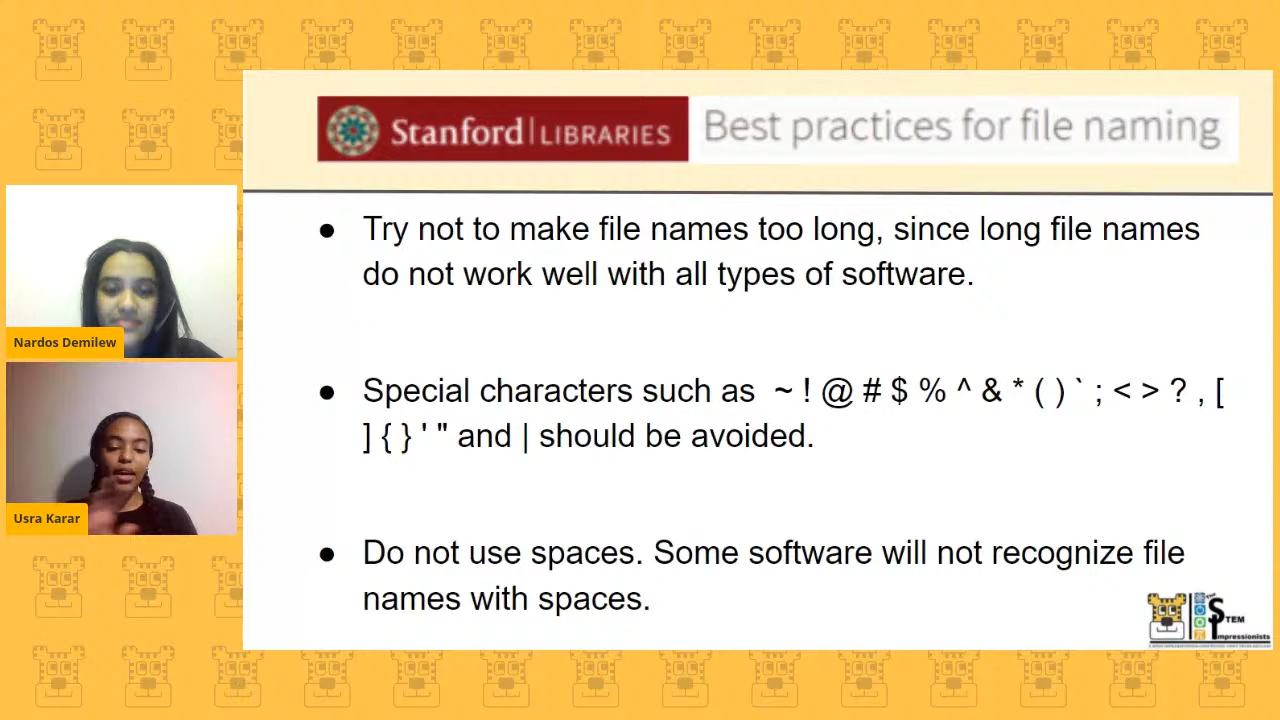 Stanford | LIBRARIES Best practices for file naming
● Try not to make file names too long, since long file names
do not work well with all types of software.
● Special characters such as ~ ! @ # $ % ^ & * ( ) ` ; < > ? , [
] { } ' " and | should be avoided.
● Do not use spaces. Some software will not recognize file
names with spaces.
Nardos Demilew
Usra Karar
The
STEM
Impressionists